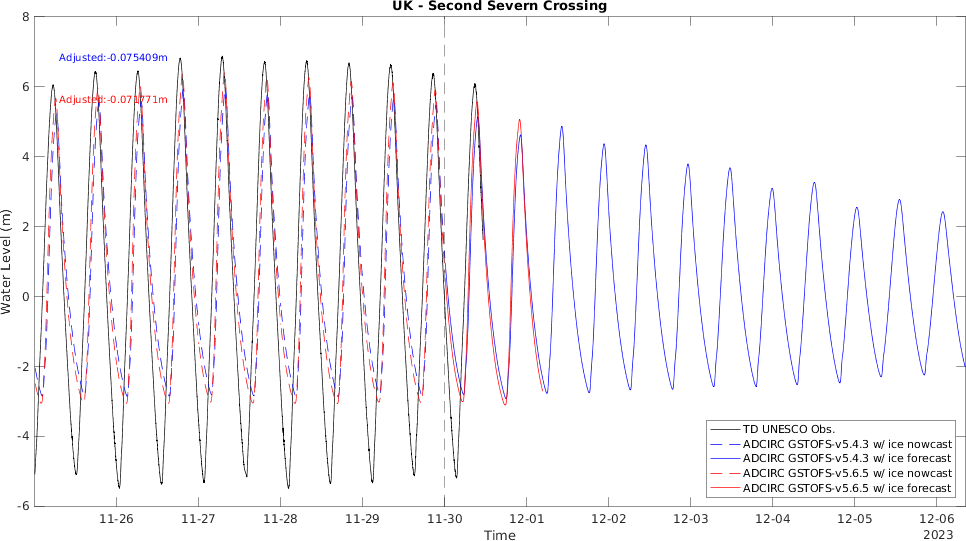 UK - Second Severn Crossing
8
6
4
2
0
-2
-4
-6
Water Level (m)
Adjusted:-0.075409m
Adjusted:-0.071771m
TD UNESCO Obs.
ADCIRC GSTOFS-v5.4.3 w/ ice nowcast
ADCIRC GSTOFS-v5.4.3 w/ ice forecast
ADCIRC GSTOFS-v5.6.5 w/ ice nowcast
ADCIRC GSTOFS-v5.6.5 w/ ice forecast
11-26 11-27 11-28 11-29 11-30 12-01 12-02 12-03 12-04 12-05 12-06
Time
2023